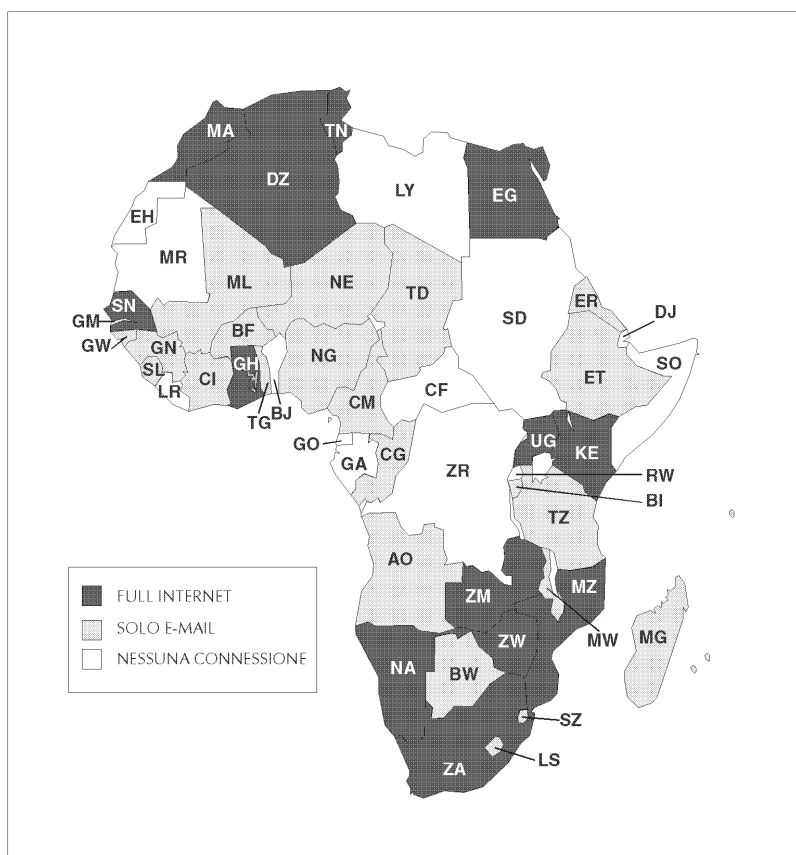 MA
TN
DZ
LY
EG
EH
MR
ML
NE
TD
SD
ER
DJ
SN
GM
GW
GN
BF
SL
LR
CI
GH
TG
BJ
NG
CM
CF
ET
SO
GO
GA
CG
ZR
UG
KE
RW
BI
TZ
AO
ZM
MZ
MW
MG
NA
BW
ZW
SZ
LS
ZA
FULL INTERNET
SOLO E-MAIL
NESSUNA CONNESSIONE